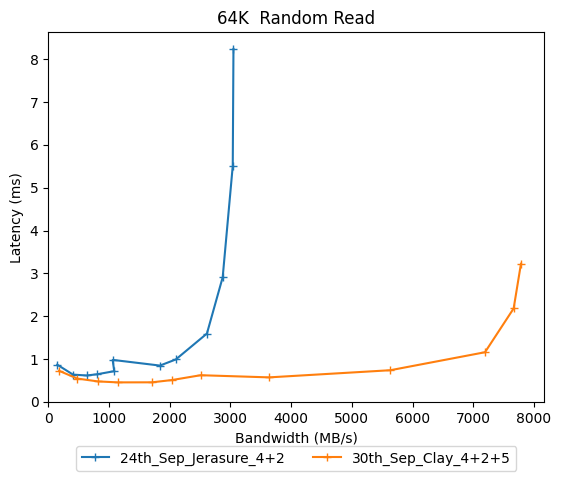 64K  Random Read
Latency (ms)
8
7
6
5
4
3
2
1
0
0 1000 2000 3000 4000 5000 6000 7000 8000
Bandwidth (MB/s)
24th_Sep_Jerasure_4+2 30th_Sep_Clay_4+2+5